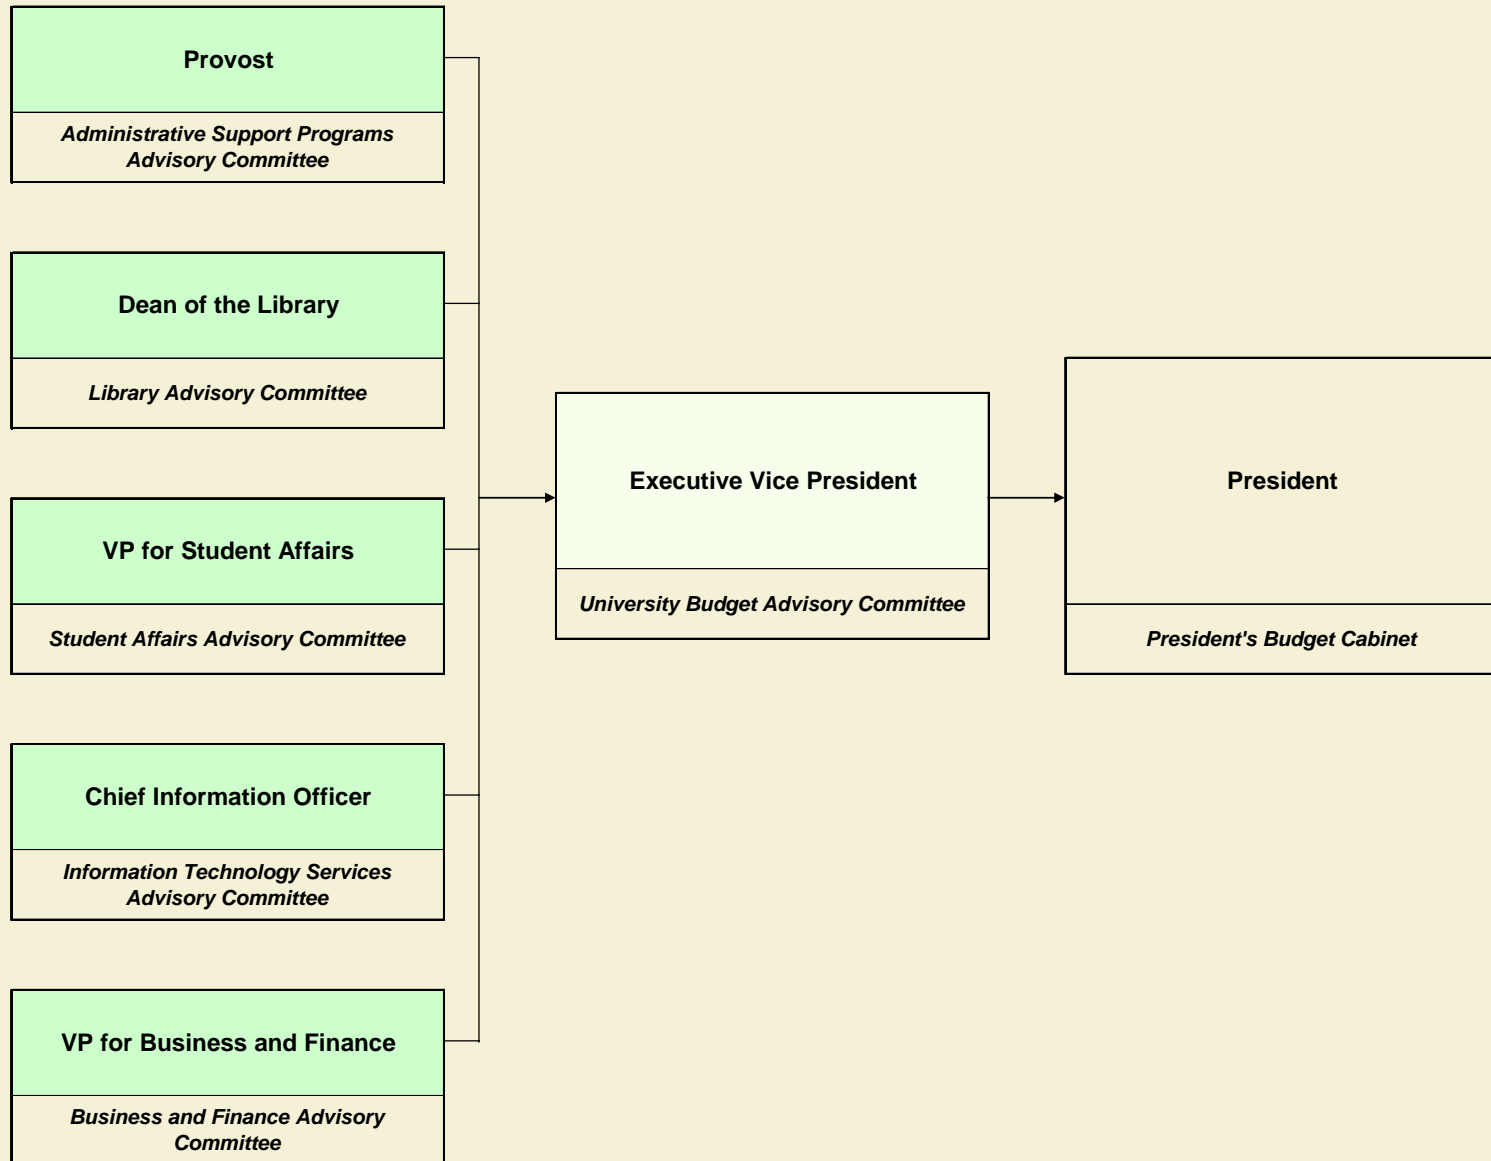 Provost
Administrative Support Programs
Advisory Committee
Dean of the Library
Library Advisory Committee
VP for Student Affairs
Student Affairs Advisory Committee
Chief Information Officer
Information Technology Services
Advisory Committee
VP for Business and Finance
Business and Finance Advisory
Committee
Executive Vice President
University Budget Advisory Committee
President
President's Budget Cabinet